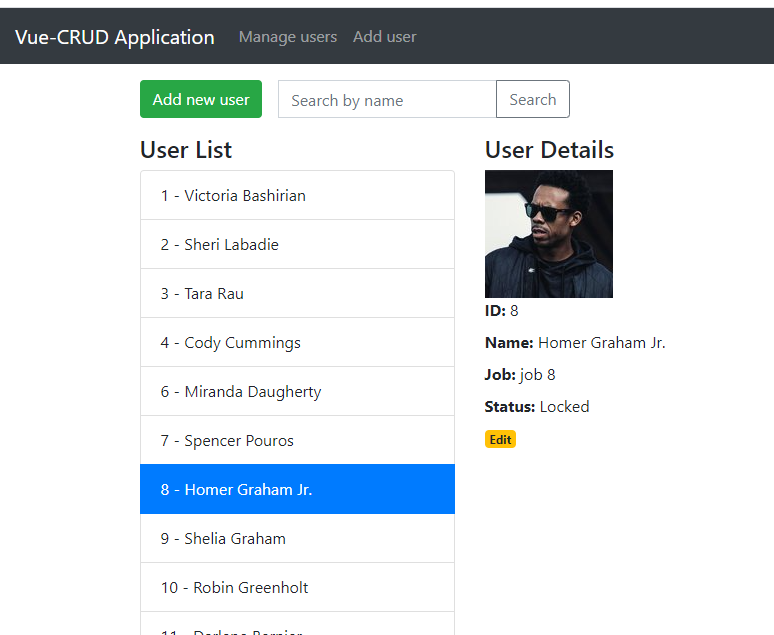 Vue-CRUD Application Manage users Add user
Add new user Search by name Search
User List
1 - Victoria Bashirian
2 - Sheri Labadie
3 - Tara Rau
4 - Cody Cummings
6 - Miranda Daugherty
7 - Spencer Pouros
8 - Homer Graham Jr.
9 - Shelia Graham
10 - Robin Greenholt
11 - Darlene Bernier
User Details
ID: 8
Name: Homer Graham Jr.
Job: job 8
Status: Locked
Edit